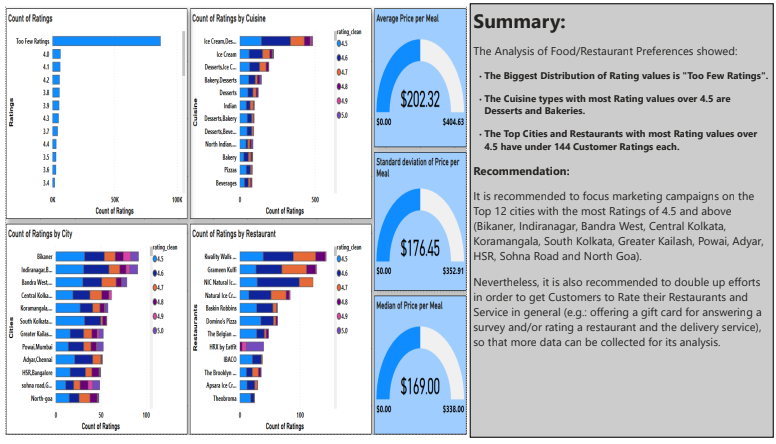 Count of Ratings
Ratings
Too Few Ratings
4.0
4.1
4.2
3.8
3.9
4.3
3.7
4.4
3.5
3.6
3.4
0K
50K
100K
Count of Ratings
Count of Ratings by Cuisine
rating_clean
4.5
4.6
4.7
4.8
4.9
5.0
Cuisine
Ice Cream,Des...
Ice Cream
Desserts,Ice C...
Bakery,Desserts
Desserts
Indian
Desserts,Bakery
Desserts,Beve...
North Indian,...
Bakery
Pizzas
Beverages
0
500
Count of Ratings
Count of Ratings by City
rating_clean
4.5
4.6
4.7
4.8
4.9
5.0
Cities
Bikaner
Indiranagar,B...
Bandra West,...
Central Kolka...
Koramangala,...
South Kolkata...
Greater Kailas...
Powai,Mumbai
Adyar,Chennai
HSR,Bangalore
sohna road,G...
North-goa
0
50
100
Count of Ratings
Count of Ratings by Restaurant
rating_clean
4.5
4.6
4.7
4.8
4.9
5.0
Restaurants
Kwality Walls ...
Grameen Kulfi
NIC Natural Ic...
Natural Ice Cr...
Baskin Robbins
Domino's Pizza
The Belgian ...
HRX by Eatfit
IBACO
The Brooklyn ...
Apsara Ice Cr...
Theobroma
0
100
Count of Ratings
Average Price per Meal
$202.32
$0.00
$404.63
Standard deviation of Price per
Meal
$176.45
$0.00
$352.91
Median of Price per Meal
$169.00
$0.00
$338.00
Summary:
The Analysis of Food/Restaurant Preferences showed:
· The Biggest Distribution of Rating values is "Too Few Ratings".
· The Cuisine types with most Rating values over 4.5 are
Desserts and Bakeries.
· The Top Cities and Restaurants with most Rating values over
4.5 have under 144 Customer Ratings each.
Recommendation:
It is recommended to focus marketing campaigns on the
Top 12 cities with the most Ratings of 4.5 and above
(Bikaner, Indiranagar, Bandra West, Central Kolkata,
Koramangala, South Kolkata, Greater Kailash, Powai, Adyar,
HSR, Sohna Road and North Goa).
Nevertheless, it is also recommended to double up efforts
in order to get Customers to Rate their Restaurants and
Service in general (e.g.: offering a gift card for answering a
survey and/or rating a restaurant and the delivery service),
so that more data can be collected for its analysis.